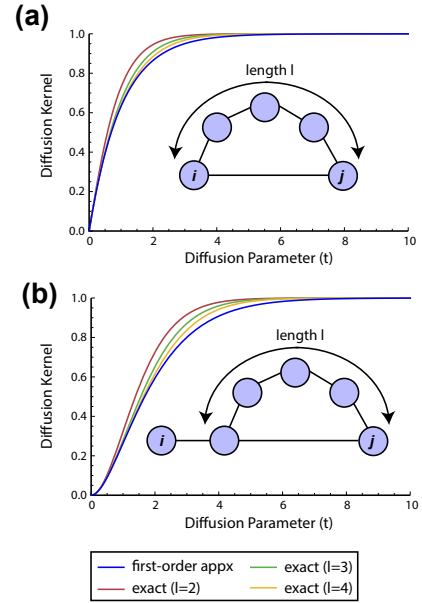 (a)
Diffusion Kernel
1.0
0.8
0.6
0.4
0.2
0.0
length l
i
j
0
2
4
6
8
10
Diffusion Parameter (t)
(b)
Diffusion Kernel
1.0
0.8
0.6
0.4
0.2
0.0
length l
i
j
0
2
4
6
8
10
Diffusion Parameter (t)
first-order appx
exact (l=3)
exact (l=2)
exact (l=4)